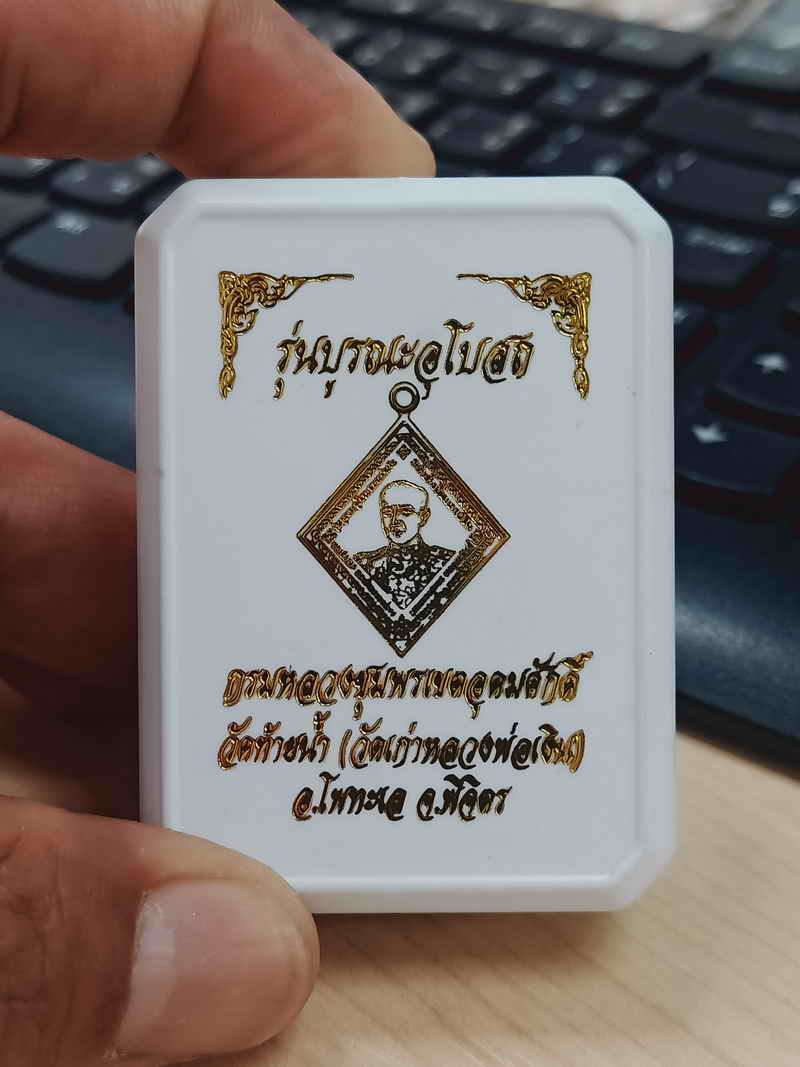 รุ่นบูรณะอุโบสถ
กรมหลวงชุมพรเขตอุดมศักดิ์
วัดท้ายน้ำ (วัดเก่าหลวงพ่อเงิน)
อ.โพทะเล จ.พิจิตร